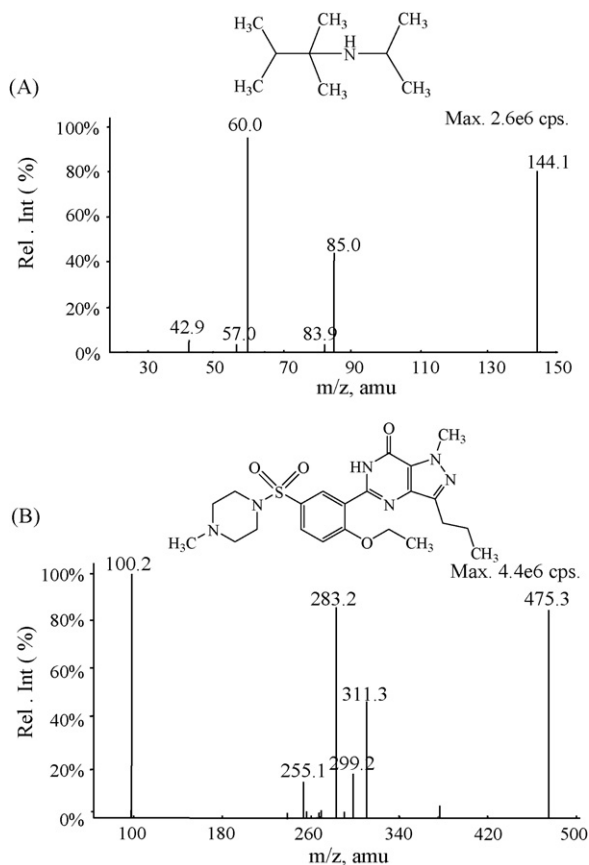 (A)
H₃C CH₃ H CH₃
N
H₃C CH₃ CH₃
Max. 2.6e6 cps.
Rel . Int ( %)
100%
80%
60%
40%
20%
0%
42.9 57.0 60.0 83.9 85.0 144.1
30 50 70 90 110 130 150
m/z, amu
(B)
O CH₃
O O HN N
S N
N N
H₃C N O CH₃ CH₃
Max. 4.4e6 cps.
Rel . Int ( %)
100%
80%
60%
40%
20%
0%
100.2 255.1 283.2 299.2 311.3 475.3
100 180 260 340 420 500
m/z, amu